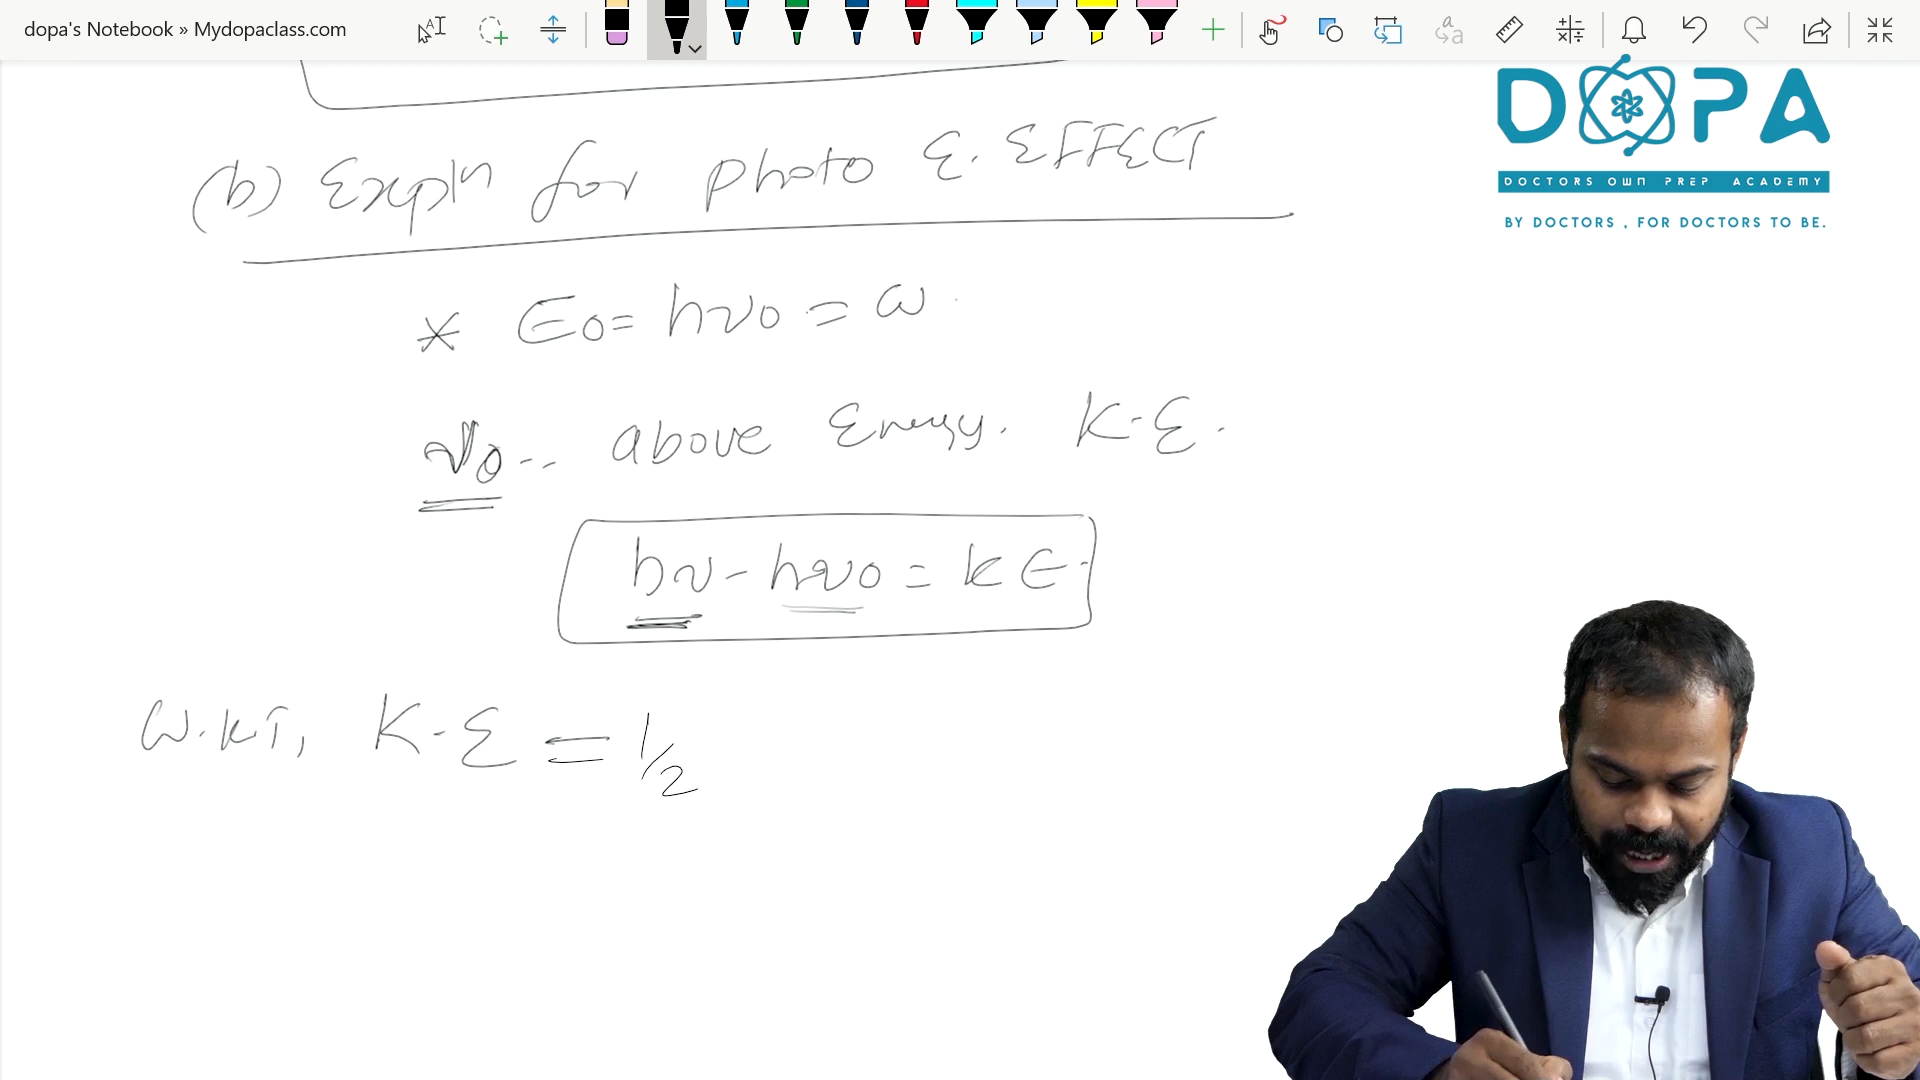 dopa's Notebook » Mydopaclass.com
DOPA
DOCTORS OWN PREP ACADEMY
BY DOCTORS , FOR DOCTORS TO BE.
(b) Expln for Photo E. EFFECT
* E0 = hν0 = ω
ν0 -- above Energy. K.E.
hν - hν0 = KE.
W.K.T, K.E = 1/2